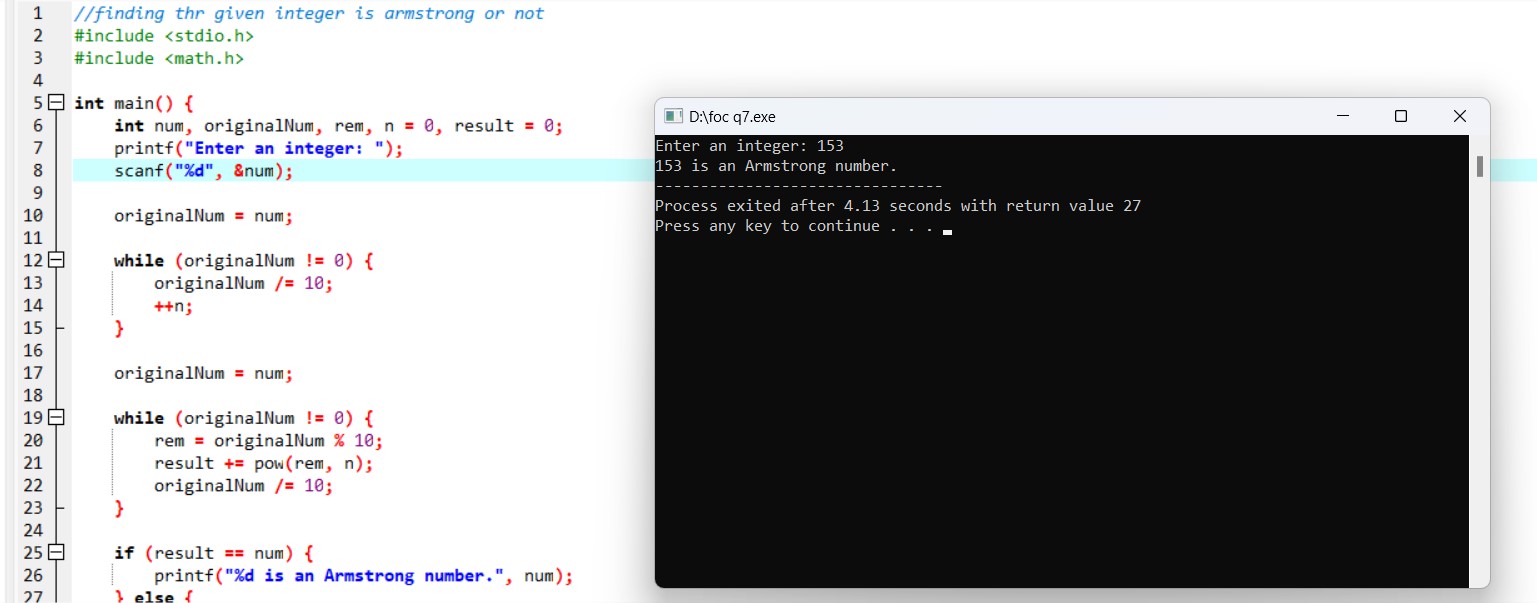 1 //finding thr given integer is armstrong or not
2 #include <stdio.h>
3 #include <math.h>
4
5 int main() {
6     int num, originalNum, rem, n = 0, result = 0;
7     printf("Enter an integer: ");
8     scanf("%d", &num);
9
10     originalNum = num;
11
12     while (originalNum != 0) {
13         originalNum /= 10;
14         ++n;
15     }
16
17     originalNum = num;
18
19     while (originalNum != 0) {
20         rem = originalNum % 10;
21         result += pow(rem, n);
22         originalNum /= 10;
23     }
24
25     if (result == num) {
26         printf("%d is an Armstrong number.", num);
27     } else {
D:\foc q7.exe
Enter an integer: 153
153 is an Armstrong number.
--------------------------------
Process exited after 4.13 seconds with return value 27
Press any key to continue . . .